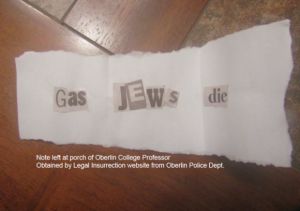 Gas JEWs die
Note left at porch of Oberlin College Professor
Obtained by Legal Insurrection website from Oberlin Police Dept.